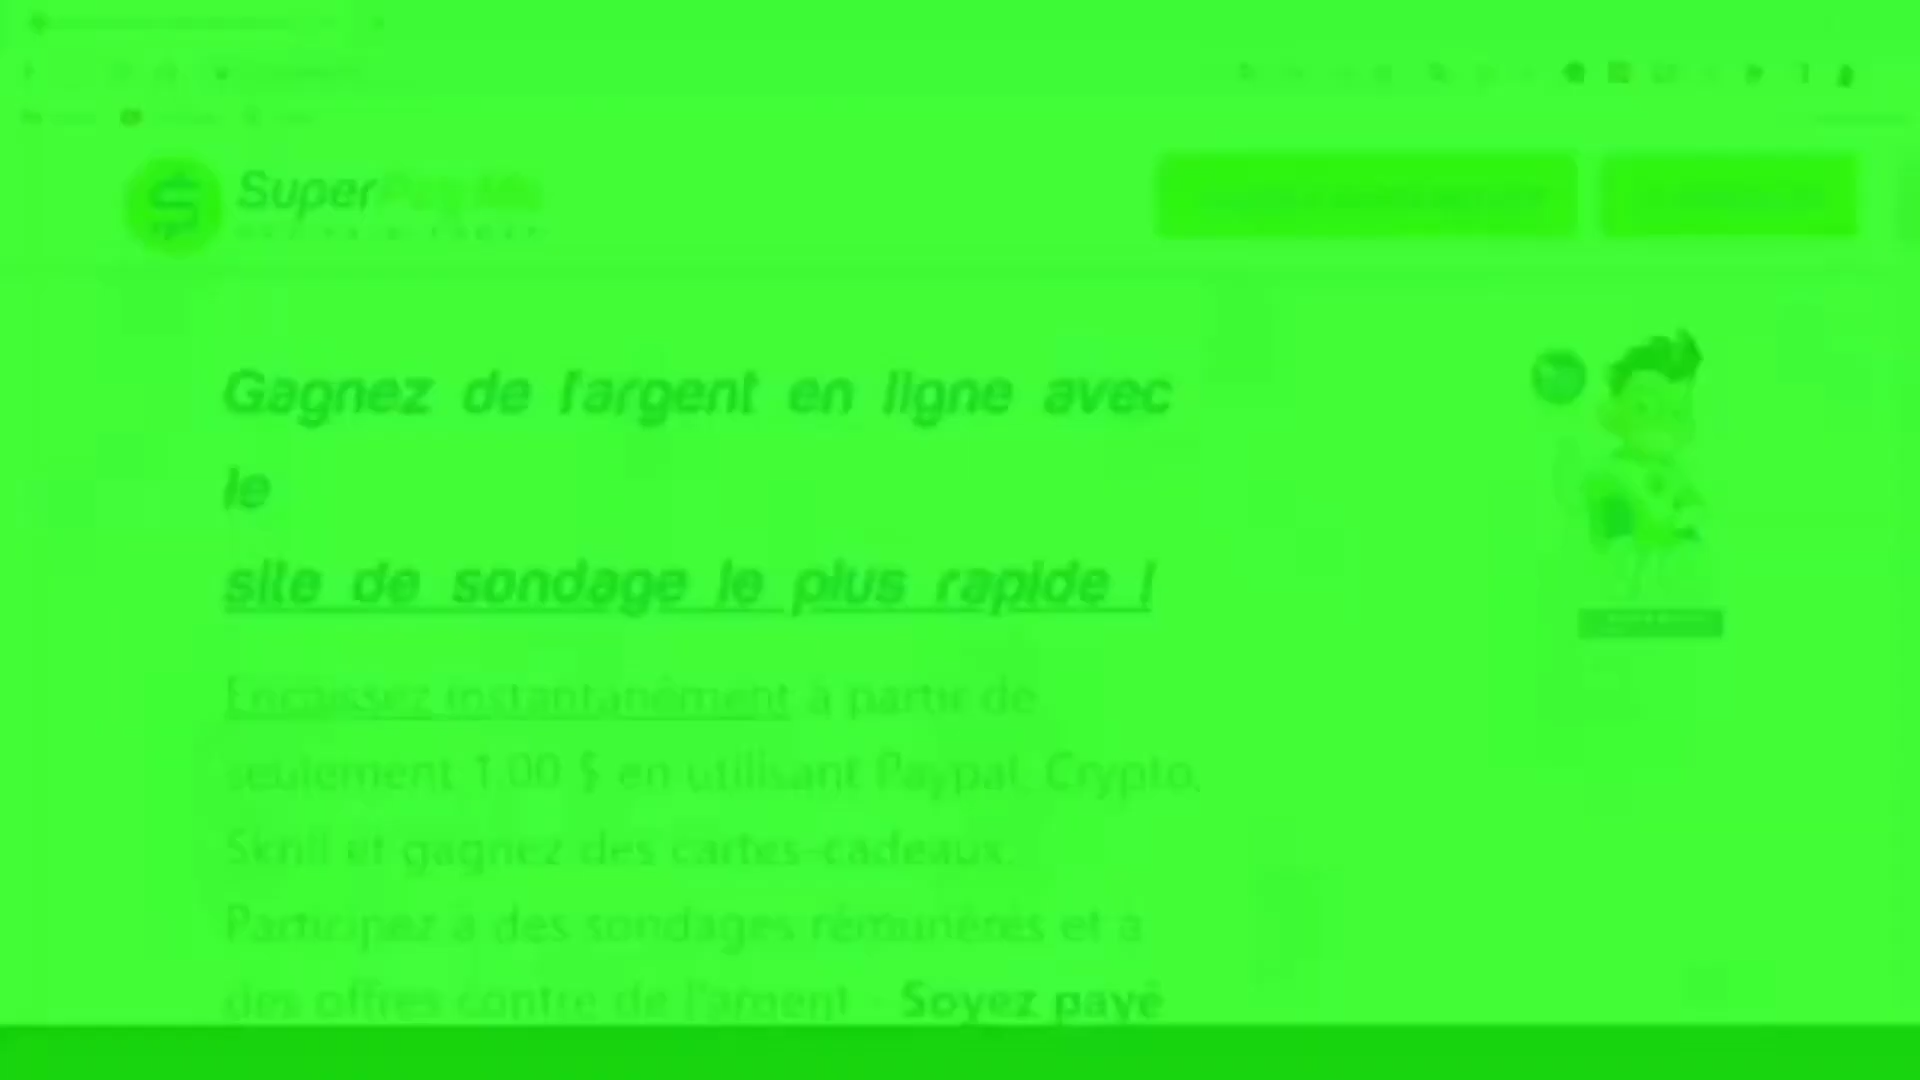 SuperPay.Me
Gagnez de l'argent en ligne avec
le
site de sondage le plus rapide !
Encaissez instantanément à partir de
seulement 1,00 $ en utilisant Paypal, Crypto,
Skrill et gagnez des cartes-cadeaux.
Participez à des sondages rémunérés et à
des offres contre de l'argent - Soyez payé